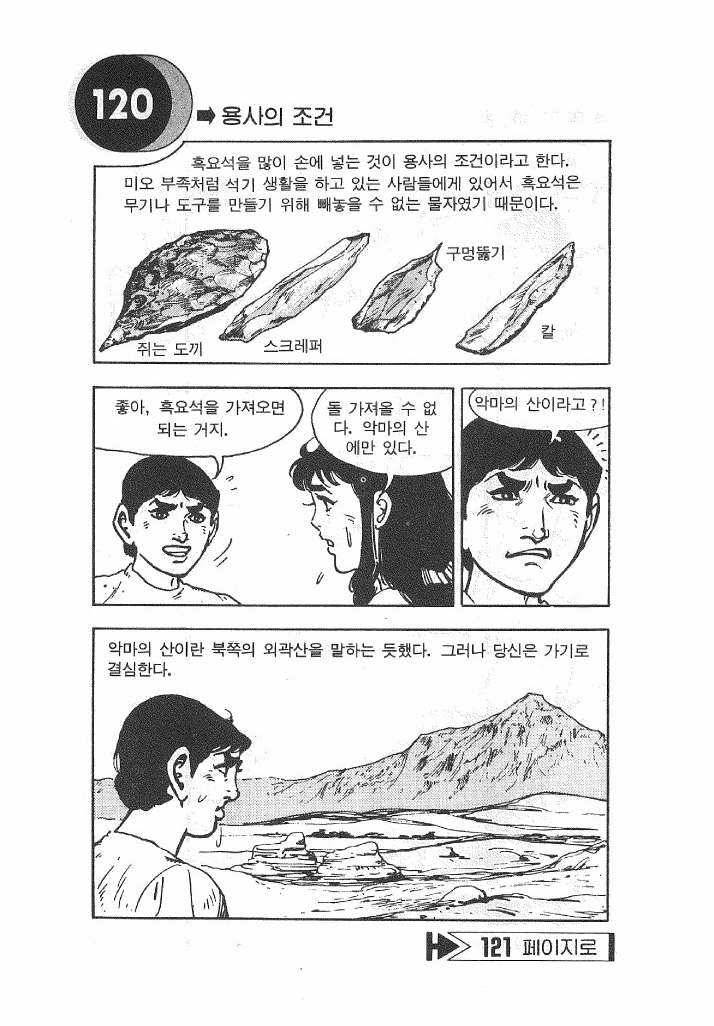 120
➡ 용사의 조건
흑요석을 많이 손에 넣는 것이 용사의 조건이라고 한다.
미오 부족처럼 석기 생활을 하고 있는 사람들에게 있어서 흑요석은
무기나 도구를 만들기 위해 빼놓을 수 없는 물자였기 때문이다.
구멍뚫기
쥐는 도끼
스크레퍼
칼
좋아, 흑요석을 가져오면
되는 거지.
돌 가져올 수 없
다. 악마의 산
에만 있다.
악마의 산이라고?!
악마의 산이란 북쪽의 외곽산을 말하는 듯했다. 그러나 당신은 가기로
결심한다.
121 페이지로